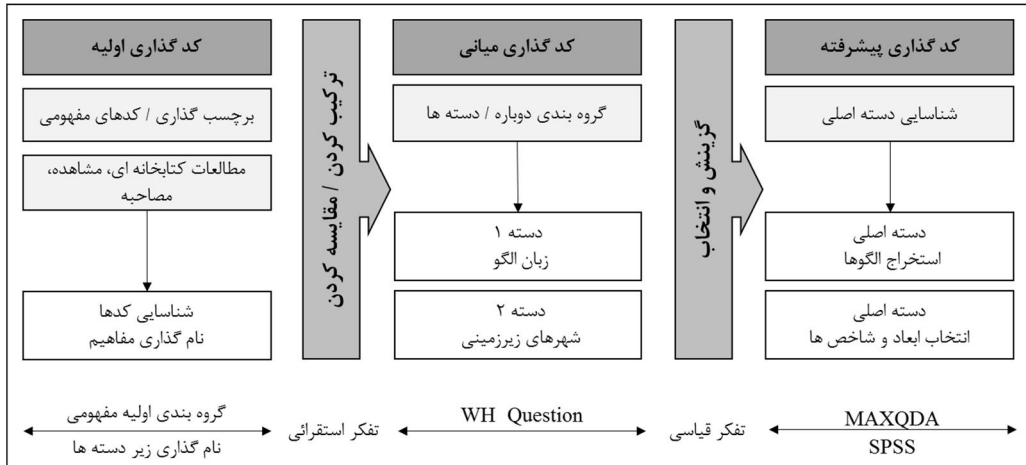 کد گذاری اولیه
برچسب گذاری / کدهای مفهومی
مطالعات کتابخانه ای، مشاهده،
مصاحبه
شناسایی کدها
نام گذاری مفاهیم
گروه بندی اولیه مفهومی
نام گذاری زیر دسته ها
ترکیب کردن / مقایسه کردن
تفکر استقرائی
کد گذاری میانی
گروه بندی دوباره / دسته ها
دسته ۱
زبان الگو
دسته ۲
شهرهای زیرزمینی
WH Question
گزینش و انتخاب
تفکر قیاسی
کد گذاری پیشرفته
شناسایی دسته اصلی
دسته اصلی
استخراج الگوها
دسته اصلی
انتخاب ابعاد و شاخص ها
MAXQDA
SPSS